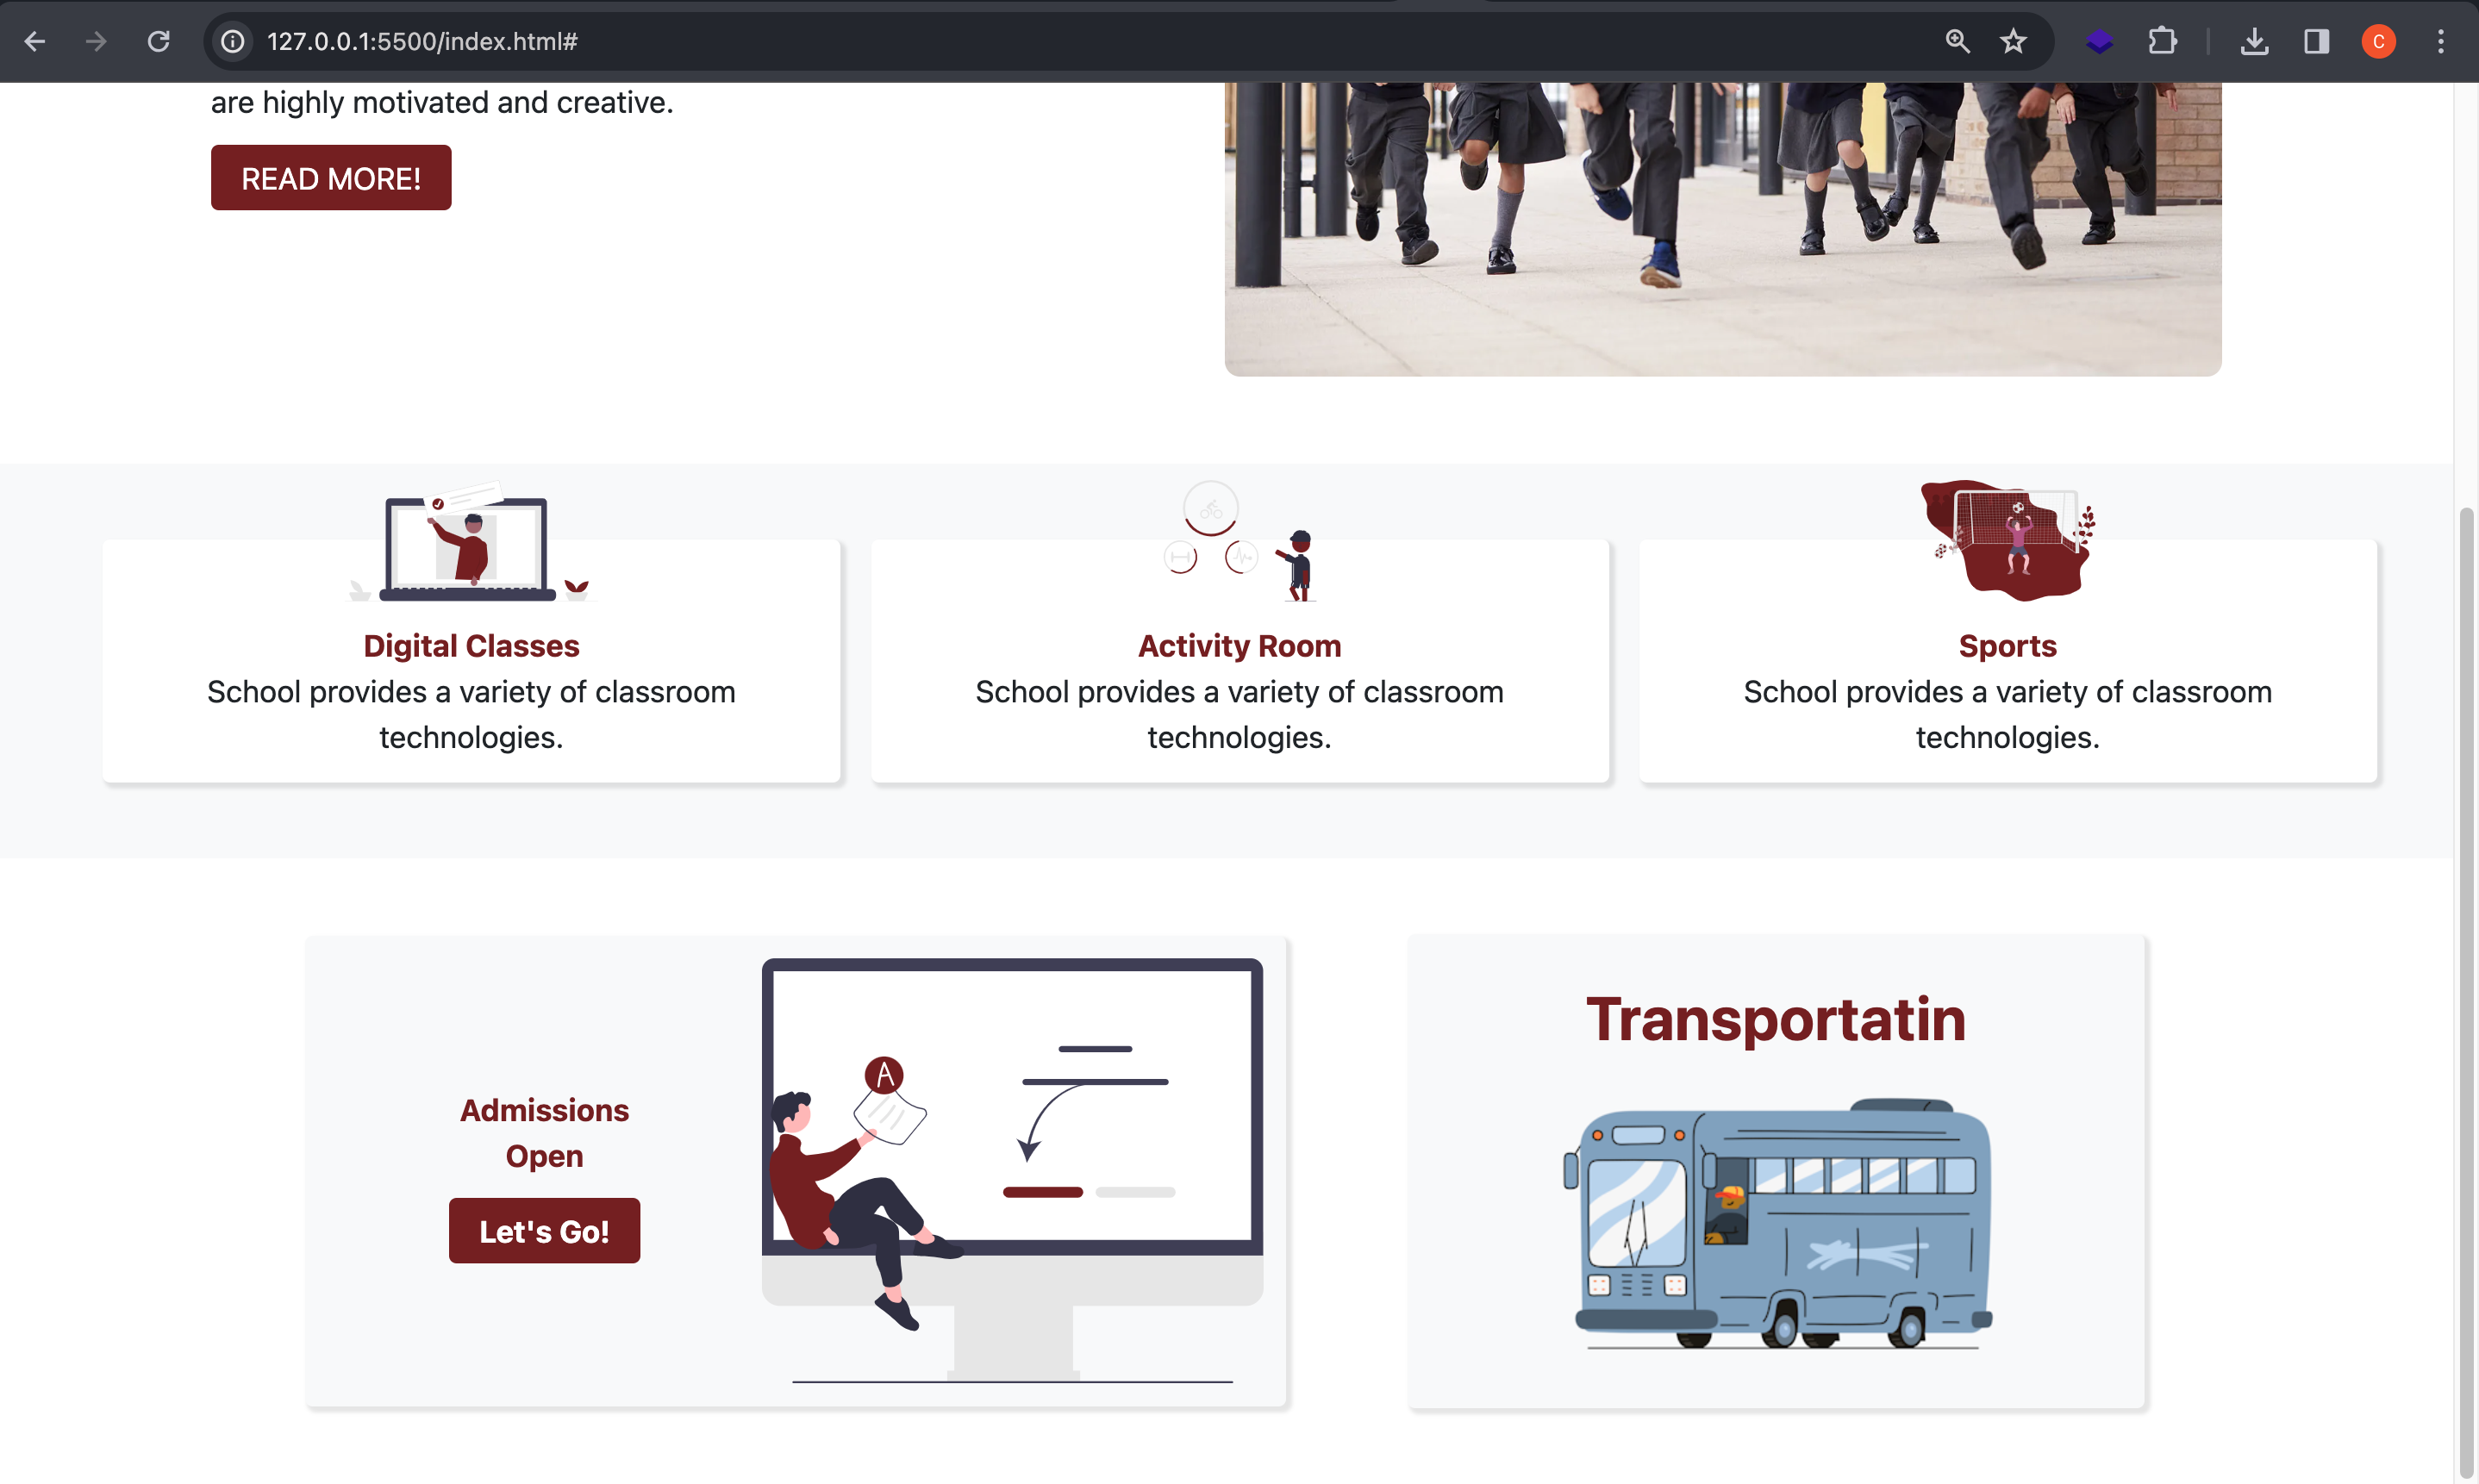 127.0.0.1:5500/index.html#
C
are highly motivated and creative.
READ MORE!
Digital Classes
School provides a variety of classroom
technologies.
Activity Room
School provides a variety of classroom
technologies.
Sports
School provides a variety of classroom
technologies.
Admissions
Open
Let's Go!
A
Transportatin